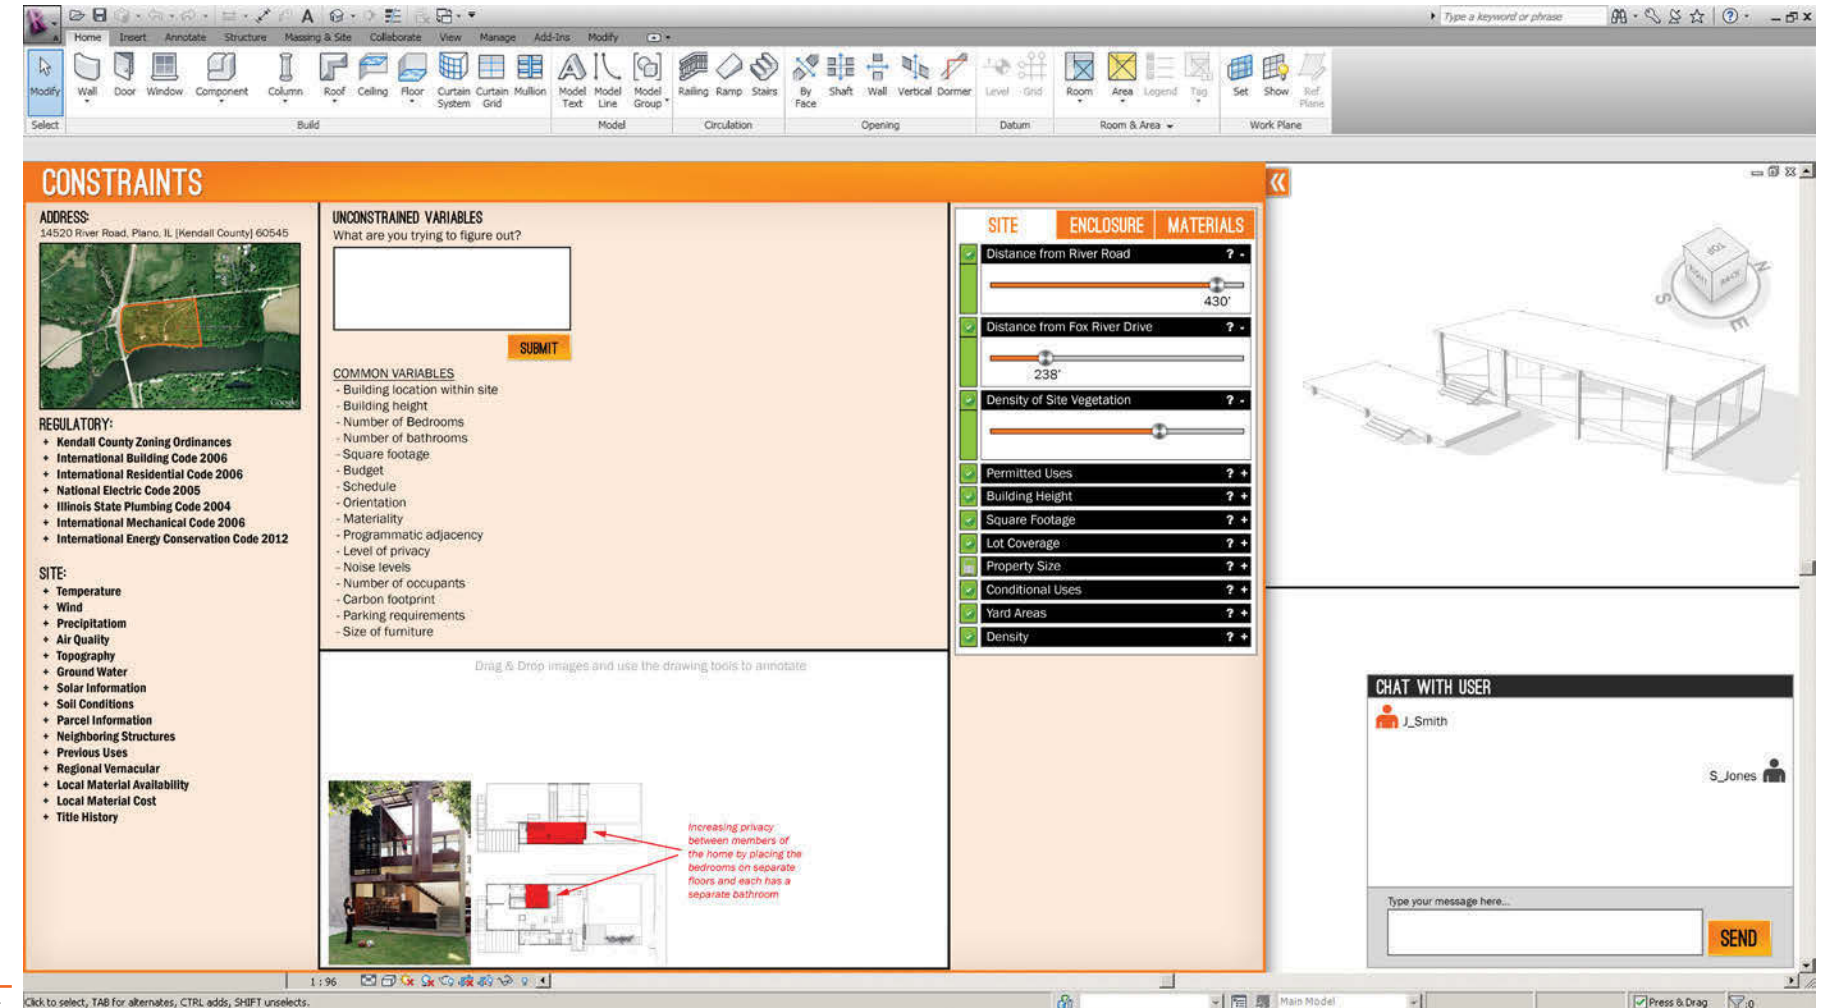 Type a keyword or phrase
Home Insert Annotate Structure Massing & Site Collaborate View Manage Add-Ins Modify
Modify Wall Door Window Component Column Roof Ceiling Floor Curtain System Curtain Grid Mullion Model Text Model Line Model Group Railing Ramp Stairs By Face Shaft Wall Vertical Dormer Level Grid Room Area Legend Tag Set Show Ref Plane
Select Build Model Circulation Opening Datum Room & Area Work Plane
CONSTRAINTS
ADDRESS:
14520 River Road, Plano, IL [Kendall County] 60545
Google
REGULATORY:
+ Kendall County Zoning Ordinances
+ International Building Code 2006
+ International Residential Code 2006
+ National Electric Code 2005
+ Illinois State Plumbing Code 2004
+ International Mechanical Code 2006
+ International Energy Conservation Code 2012
SITE:
+ Temperature
+ Wind
+ Precipitatiom
+ Air Quality
+ Topography
+ Ground Water
+ Solar Information
+ Soil Conditions
+ Parcel Information
+ Neighboring Structures
+ Previous Uses
+ Regional Vernacular
+ Local Material Availability
+ Local Material Cost
+ Title History
UNCONSTRAINED VARIABLES
What are you trying to figure out?
SUBMIT
COMMON VARIABLES
- Building location within site
- Building height
- Number of Bedrooms
- Number of bathrooms
- Square footage
- Budget
- Schedule
- Orientation
- Materiality
- Programmatic adjacency
- Level of privacy
- Noise levels
- Number of occupants
- Carbon footprint
- Parking requirements
- Size of furniture
Drag & Drop images and use the drawing tools to annotate
Increasing privacy
between members of
the home by placing the
bedrooms on separate
floors and each has a
separate bathroom
SITE ENCLOSURE MATERIALS
Distance from River Road ? -
430'
Distance from Fox River Drive ? -
238'
Density of Site Vegetation ? -
Permitted Uses ? +
Building Height ? +
Square Footage ? +
Lot Coverage ? +
Property Size ? +
Conditional Uses ? +
Yard Areas ? +
Density ? +
TOP
RIGHT BACK
N
S
E
CHAT WITH USER
J_Smith
S_Jones
Type your message here...
SEND
1 : 96
Click to select, TAB for alternates, CTRL adds, SHIFT unselects.
Main Model
Press & Drag
:0